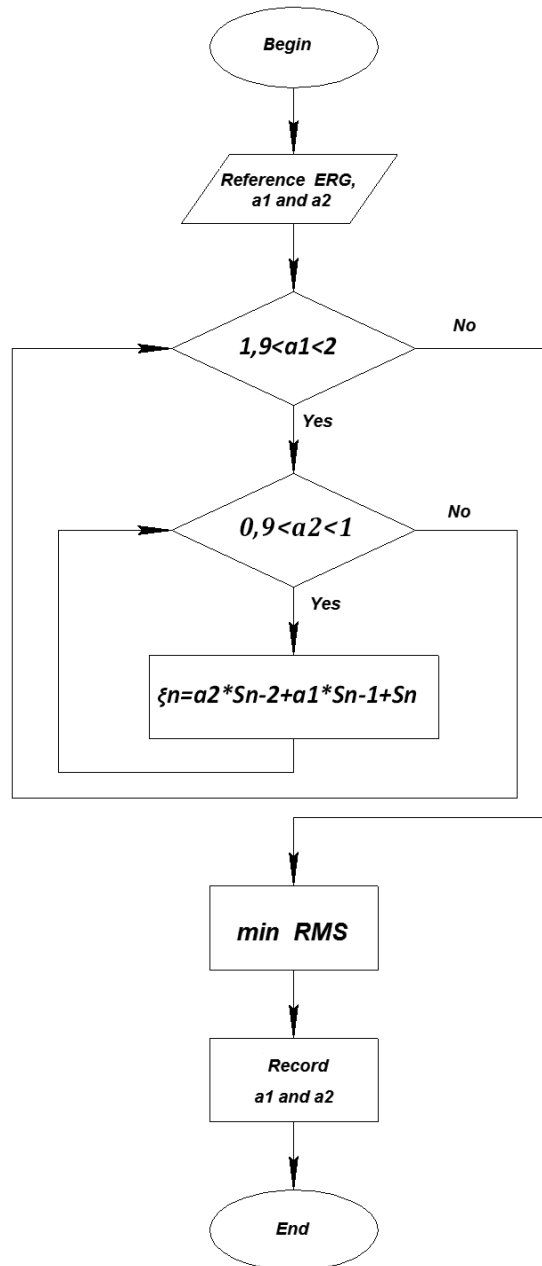 Begin
Reference ERG,
a1 and a2
1,9<a1<2
No
Yes
0,9<a2<1
No
Yes
ξn=a2*Sn-2+a1*Sn-1+Sn
min RMS
Record
a1 and a2
End